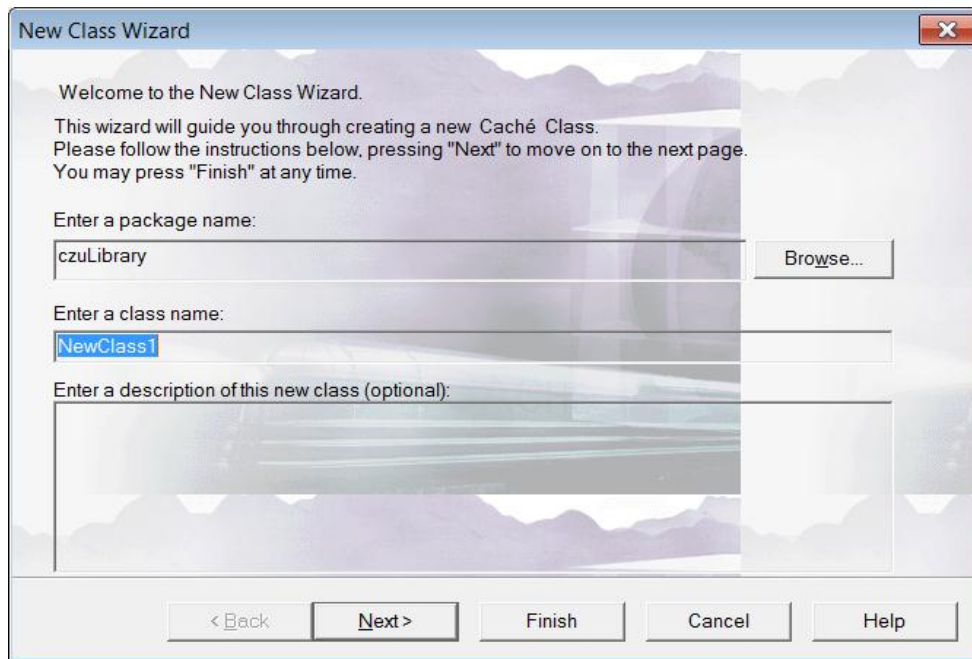 New Class Wizard
Welcome to the New Class Wizard.
This wizard will guide you through creating a new Caché Class.
Please follow the instructions below, pressing "Next" to move on to the next page.
You may press "Finish" at any time.
Enter a package name:
czuLibrary
Browse...
Enter a class name:
NewClass1
Enter a description of this new class (optional):
< Back
Next >
Finish
Cancel
Help